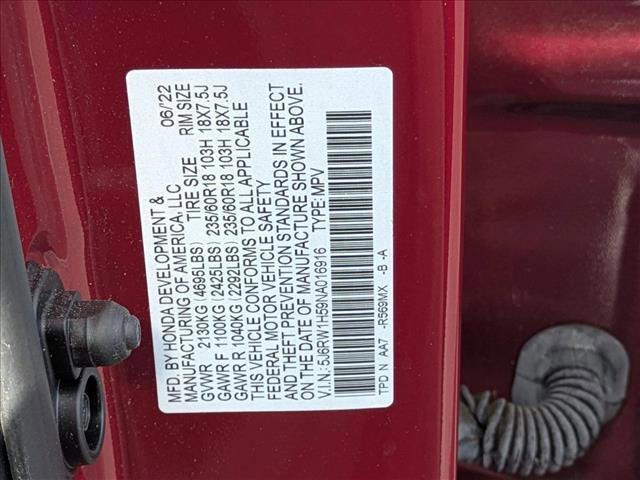 MFD. BY HONDA DEVELOPMENT & 06/'22
MANUFACTURING OF AMERICA, LLC TIRE SIZE RIM SIZE
GVWR 2130KG (4695LBS)
GAWR F 1100KG (2425LBS) 235/60R18 103H 18X7.5J
GAWR R 1040KG (2292LBS) 235/60R18 103H 18X7.5J
THIS VEHICLE CONFORMS TO ALL APPLICABLE
FEDERAL MOTOR VEHICLE SAFETY
AND THEFT PREVENTION STANDARDS IN EFFECT
ON THE DATE OF MANUFACTURE SHOWN ABOVE.
V.I.N.: 5J6RW1H59NA016916 TYPE: MPV
TPD N AA7 -R569MX -B -A